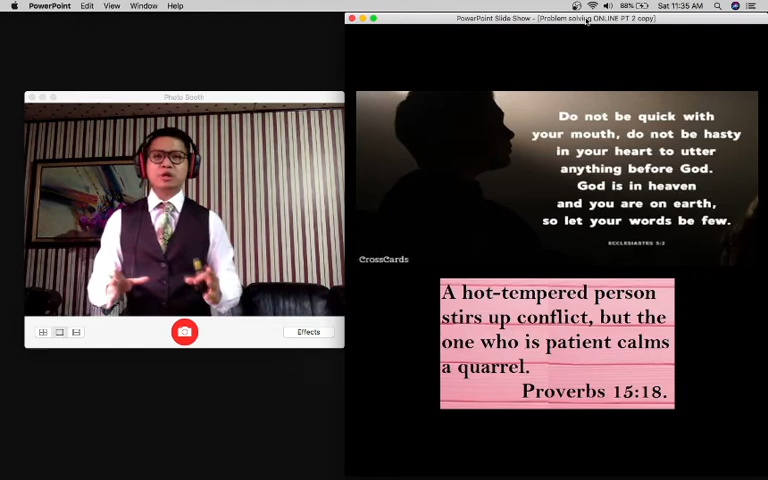 PowerPoint Edit View Window Help
88% Sat 11:35 AM
PowerPoint Slide Show - [Problem solving ONLINE PT 2 copy]
Photo Booth
Effects
Do not be quick with
your mouth, do not be hasty
in your heart to utter
anything before God.
God is in heaven
and you are on earth,
so let your words be few.
ECCLESIASTES 5:2
CrossCards
A hot-tempered person
stirs up conflict, but the
one who is patient calms
a quarrel.
Proverbs 15:18.